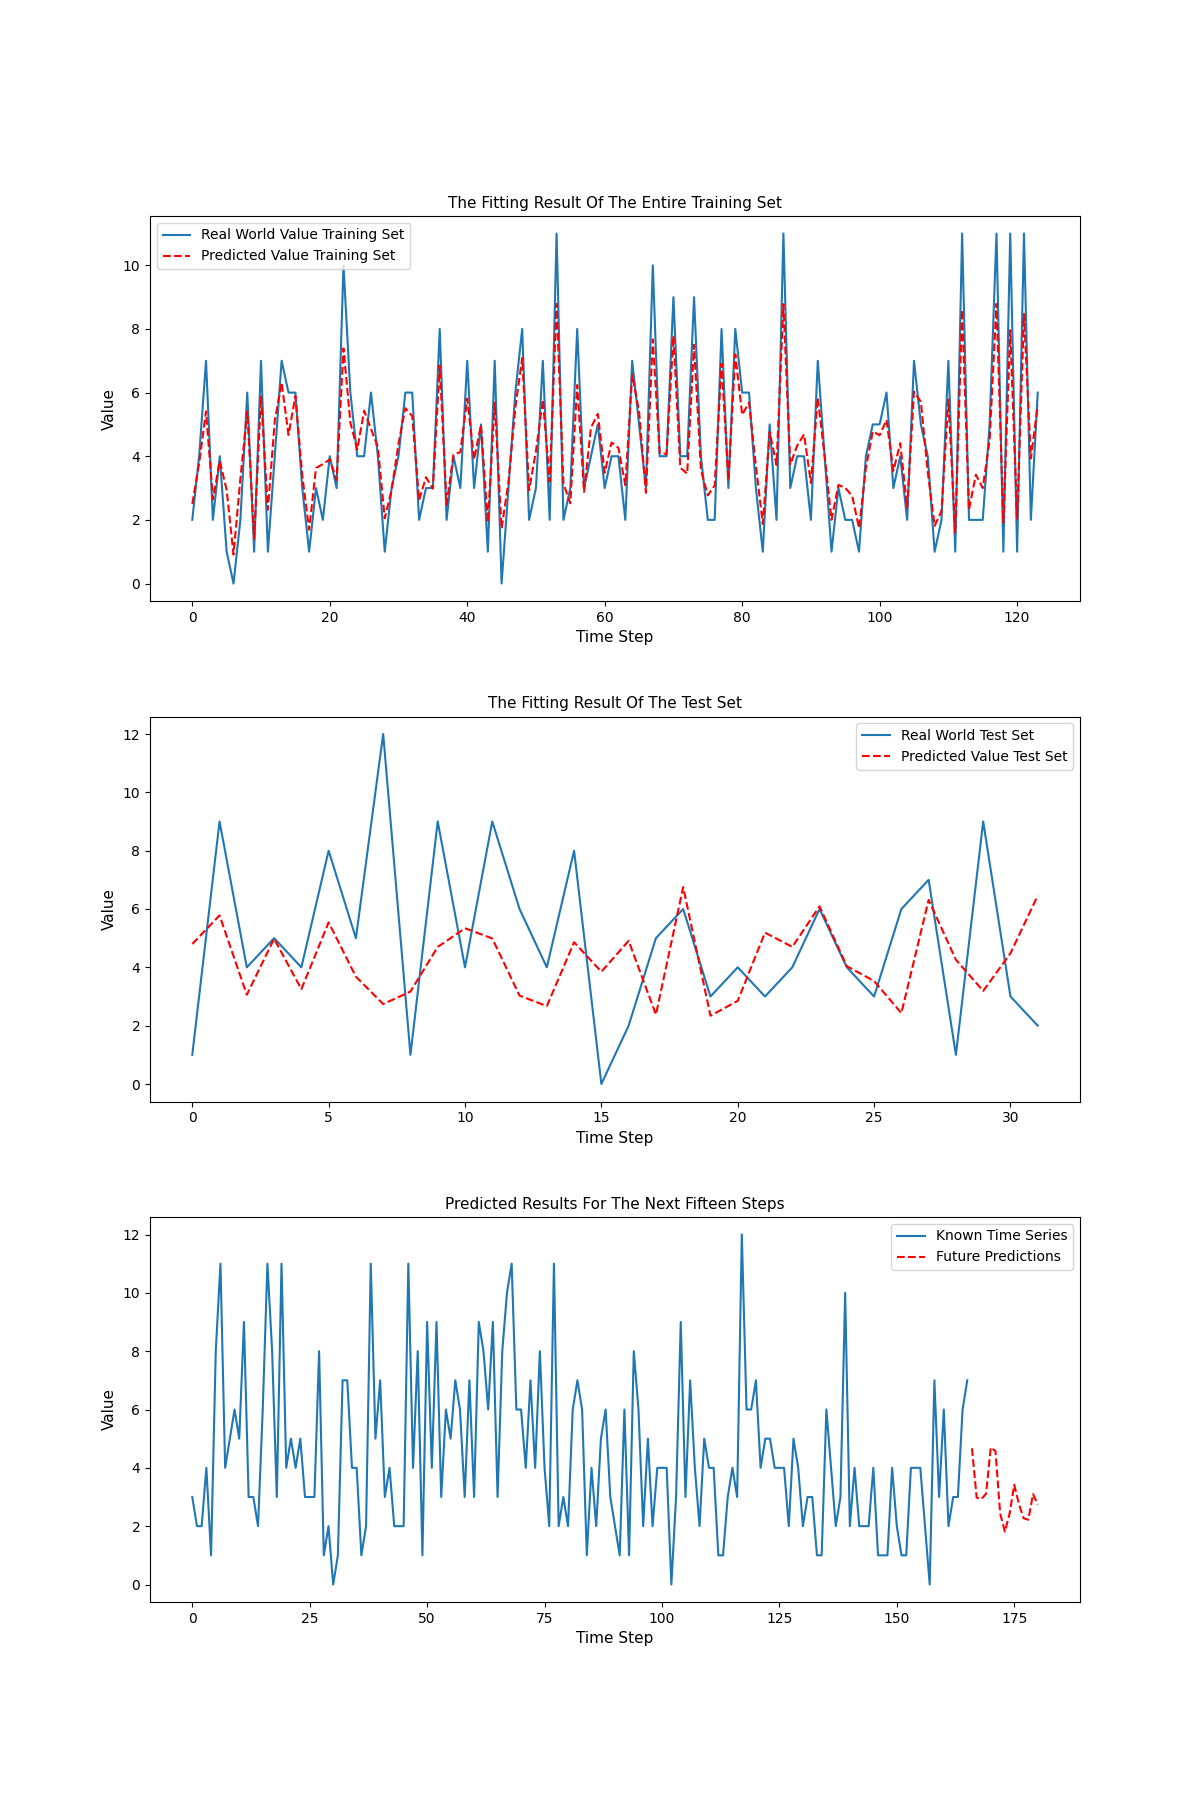 The Fitting Result Of The Entire Training Set
Real World Value Training Set
Predicted Value Training Set
Value
10
8
6
4
2
0
0 20 40 60 80 100 120
Time Step
The Fitting Result Of The Test Set
Real World Test Set
Predicted Value Test Set
Value
12
10
8
6
4
2
0
0 5 10 15 20 25 30
Time Step
Predicted Results For The Next Fifteen Steps
Known Time Series
Future Predictions
Value
12
10
8
6
4
2
0
0 25 50 75 100 125 150 175
Time Step